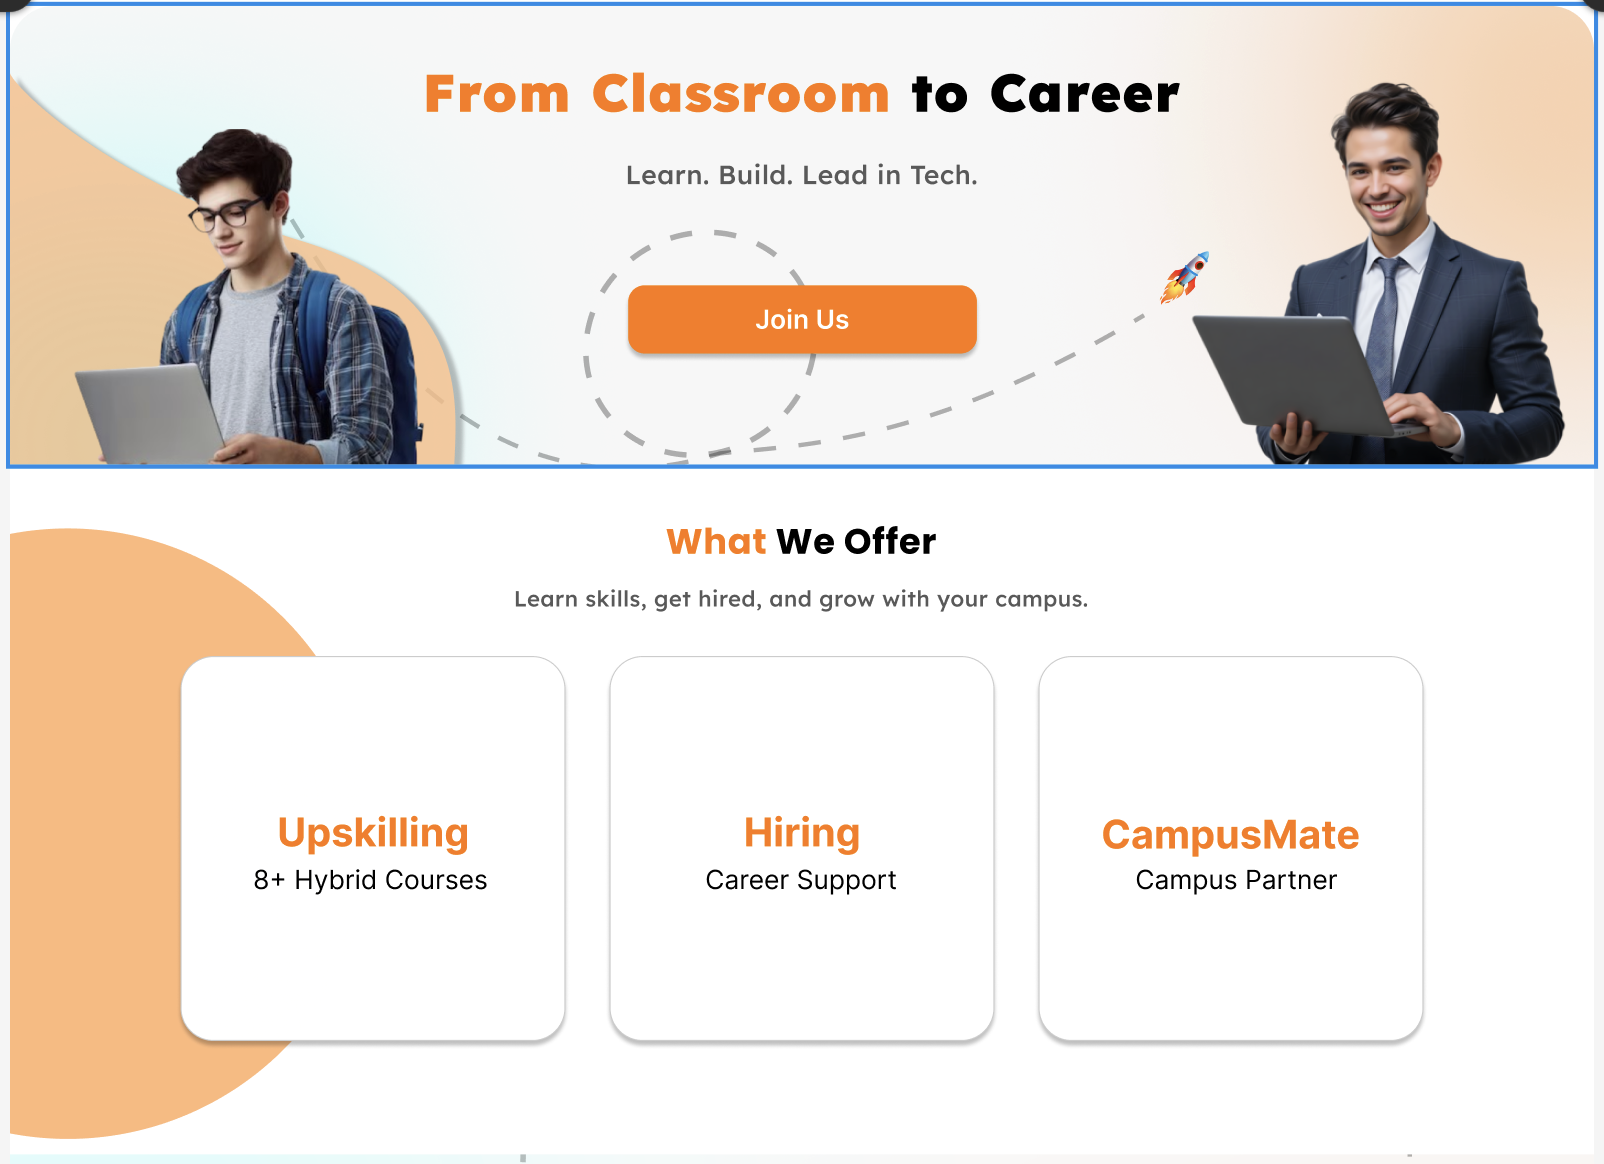 From Classroom to Career
Learn. Build. Lead in Tech.
Join Us
What We Offer
Learn skills, get hired, and grow with your campus.
Upskilling
8+ Hybrid Courses
Hiring
Career Support
CampusMate
Campus Partner